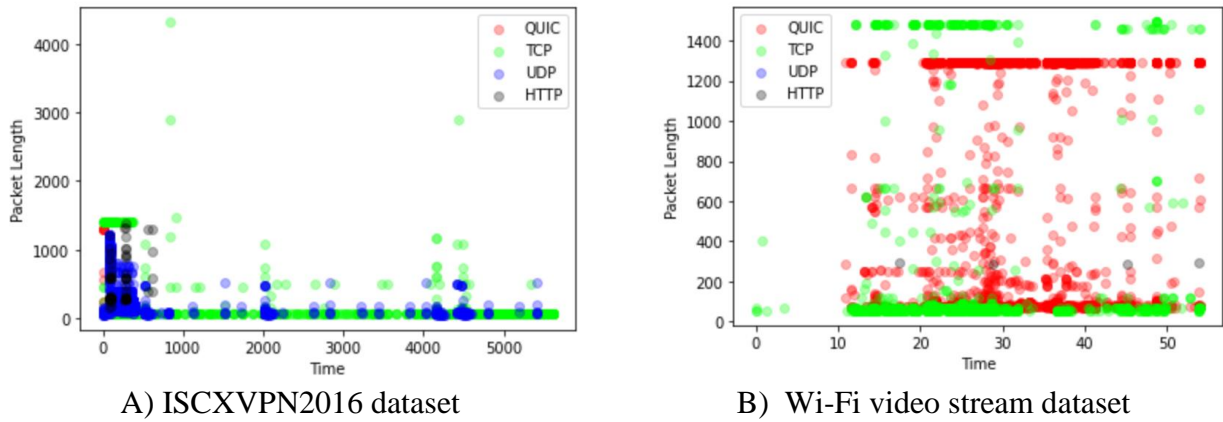 4000
3000
2000
1000
0
Packet Length
0 1000 2000 3000 4000 5000
Time
QUIC
TCP
UDP
HTTP
A) ISCXVPN2016 dataset
1400
1200
1000
800
600
400
200
0
Packet Length
0 10 20 30 40 50
Time
QUIC
TCP
UDP
HTTP
B) Wi-Fi video stream dataset